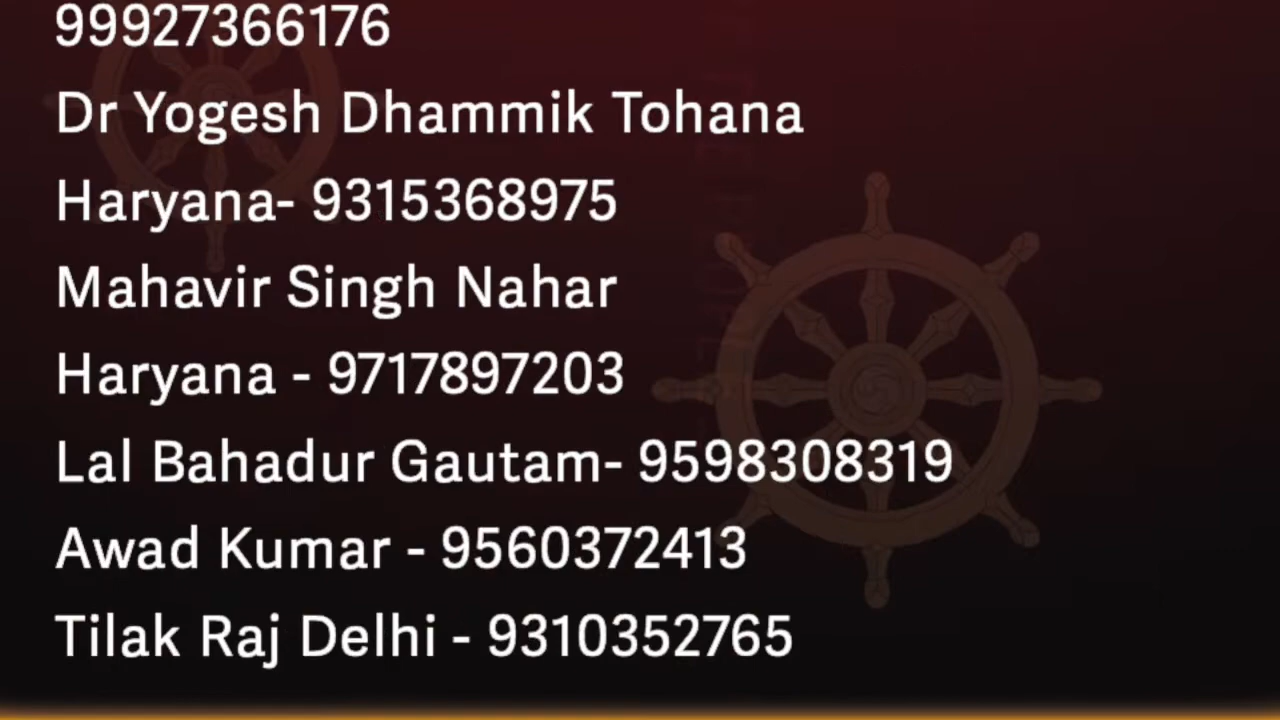 99927366176
Dr Yogesh Dhammik Tohana
Haryana- 9315368975
Mahavir Singh Nahar
Haryana - 9717897203
Lal Bahadur Gautam- 9598308319
Awad Kumar - 9560372413
Tilak Raj Delhi - 9310352765